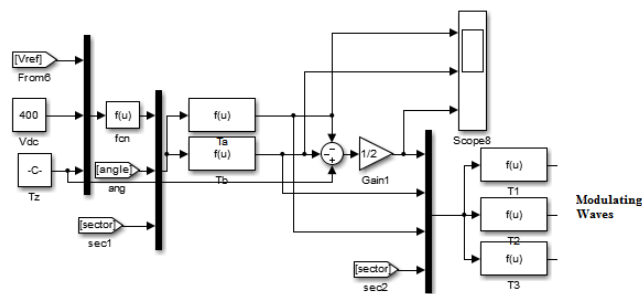 [Vref]
From6
400
Vdc
-C-
Tz
f(u)
fcn
[angle]
ang
[sector]
sec1
f(u)
Ta
f(u)
Tb
1/2
Gain1
Scope8
[sector]
sec2
f(u)
T1
f(u)
T2
f(u)
T3
Modulating
Waves